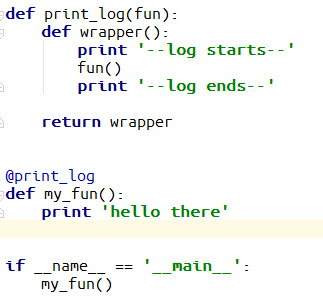 def print_log(fun):
    def wrapper():
        print '--log starts--'
        fun()
        print '--log ends--'
    return wrapper
@print_log
def my_fun():
    print 'hello there'
if __name__ == '__main__':
    my_fun()